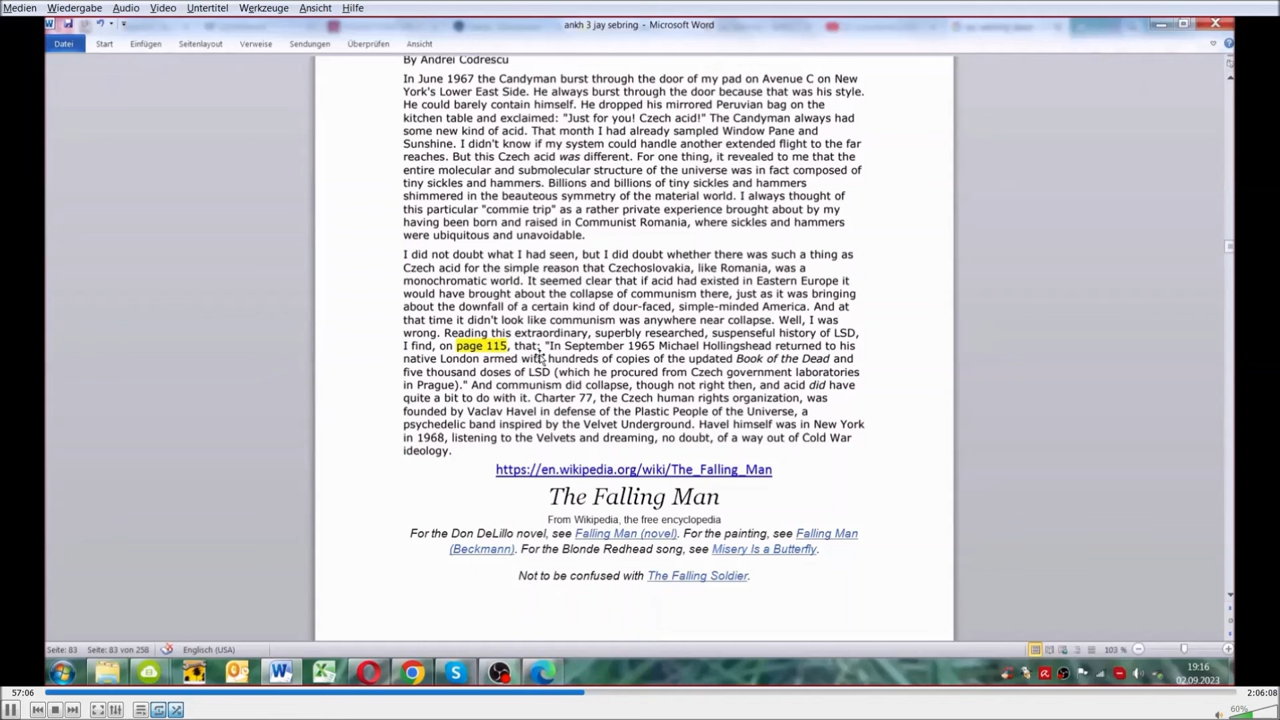 Medien Wiedergabe Audio Video Untertitel Werkzeuge Ansicht Hilfe
ankh 3 jay sebring - Microsoft Word
Datei Start Einfügen Seitenlayout Verweise Sendungen Überprüfen Ansicht
By Andrei Codrescu
In June 1967 the Candyman burst through the door of my pad on Avenue C on New
York's Lower East Side. He always burst through the door because that was his style.
He could barely contain himself. He dropped his mirrored Peruvian bag on the
kitchen table and exclaimed: "Just for you! Czech acid!" The Candyman always had
some new kind of acid. That month I had already sampled Window Pane and
Sunshine. I didn't know if my system could handle another extended flight to the far
reaches. But this Czech acid was different. For one thing, it revealed to me that the
entire molecular and submolecular structure of the universe was in fact composed of
tiny sickles and hammers. Billions and billions of tiny sickles and hammers
shimmered in the beauteous symmetry of the material world. I always thought of
this particular "commie trip" as a rather private experience brought about by my
having been born and raised in Communist Romania, where sickles and hammers
were ubiquitous and unavoidable.
I did not doubt what I had seen, but I did doubt whether there was such a thing as
Czech acid for the simple reason that Czechoslovakia, like Romania, was a
monochromatic world. It seemed clear that if acid had existed in Eastern Europe it
would have brought about the collapse of communism there, just as it was bringing
about the downfall of a certain kind of dour-faced, simple-minded America. And at
that time it didn't look like communism was anywhere near collapse. Well, I was
wrong. Reading this extraordinary, superbly researched, suspenseful history of LSD,
I find, on page 115, that: "In September 1965 Michael Hollingshead returned to his
native London armed with hundreds of copies of the updated Book of the Dead and
five thousand doses of LSD (which he procured from Czech government laboratories
in Prague)." And communism did collapse, though not right then, and acid did have
quite a bit to do with it. Charter 77, the Czech human rights organization, was
founded by Vaclav Havel in defense of the Plastic People of the Universe, a
psychedelic band inspired by the Velvet Underground. Havel himself was in New York
in 1968, listening to the Velvets and dreaming, no doubt, of a way out of Cold War
ideology.
https://en.wikipedia.org/wiki/The_Falling_Man
The Falling Man
From Wikipedia, the free encyclopedia
For the Don DeLillo novel, see Falling Man (novel). For the painting, see Falling Man
(Beckmann). For the Blonde Redhead song, see Misery Is a Butterfly.
Not to be confused with The Falling Soldier.
Seite: 83 Seite: 83 von 258 Englisch (USA) 103 %
19:16
02.09.2023
57:06 2:06:08
60%